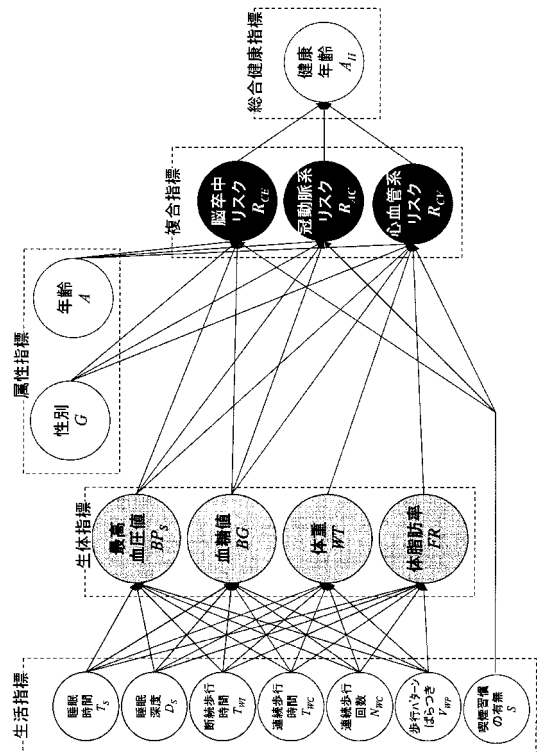 生活指標
睡眠
時間
T_S
睡眠
深度
D_S
断続歩行
時間
T_WI
連続歩行
時間
T_WC
連続歩行
回数
N_WC
歩行パターン
ばらつき
V_WP
喫煙習慣
の有無
S
生体指標
最高
血圧値
BP_S
血糖値
BG
体重
WT
体脂肪率
FR
属性指標
性別
G
年齢
A
複合指標
脳卒中
リスク
R_CE
冠動脈系
リスク
R_AC
心血管系
リスク
R_CV
総合健康指標
健康
年齢
A_H